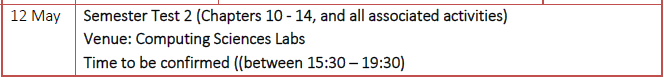 12 May Semester Test 2 (Chapters 10 - 14, and all associated activities)
Venue: Computing Sciences Labs
Time to be confirmed ((between 15:30 – 19:30)